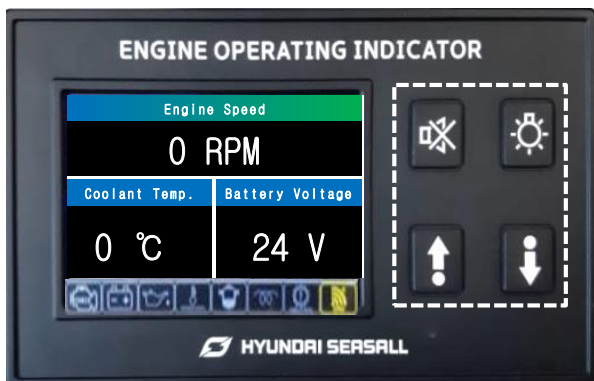 ENGINE OPERATING INDICATOR
Engine Speed
0 RPM
Coolant Temp. Battery Voltage
0 ℃ 24 V
HYUNDAI SEASALL